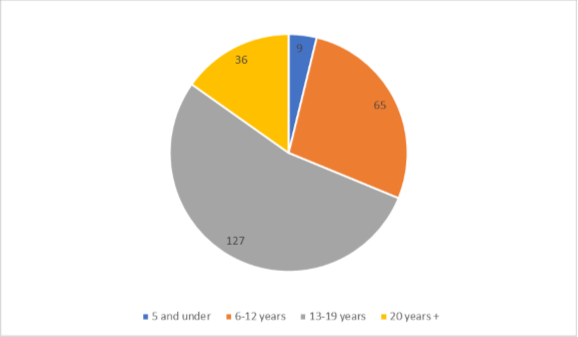 9
36
65
127
5 and under 6-12 years 13-19 years 20 years +